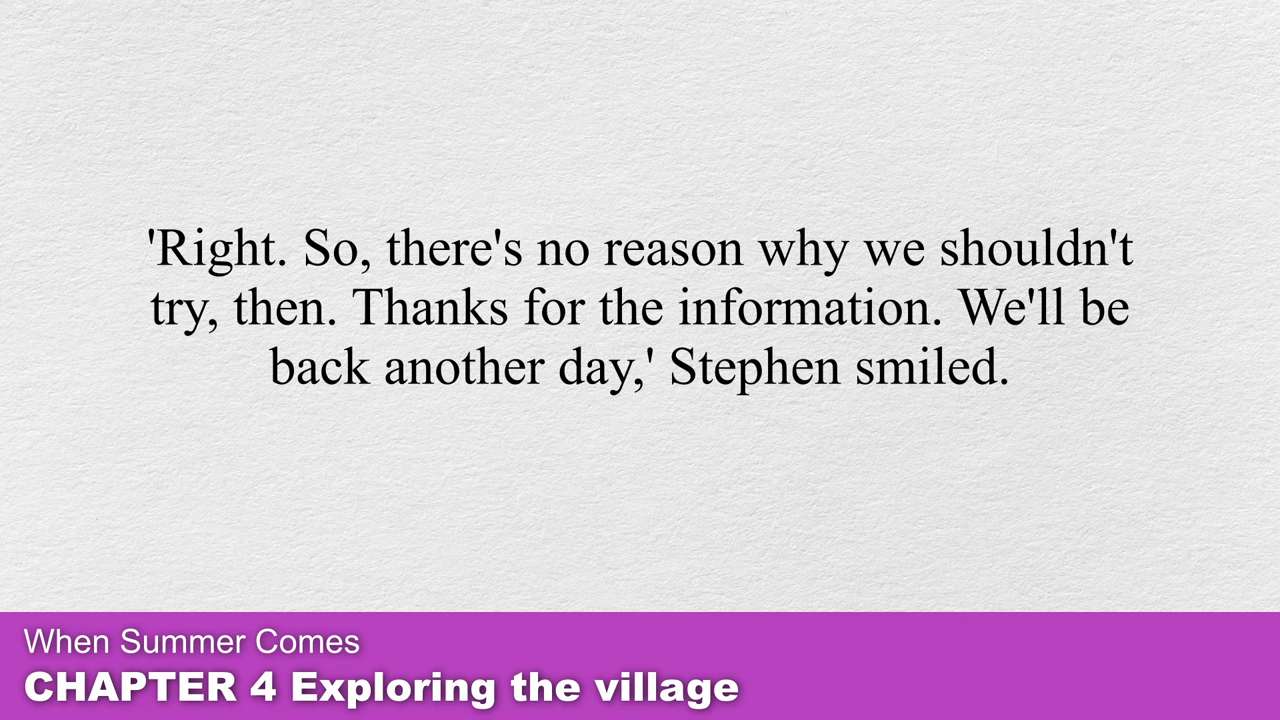 'Right. So, there's no reason why we shouldn't
try, then. Thanks for the information. We'll be
back another day,' Stephen smiled.
When Summer Comes
CHAPTER 4 Exploring the village